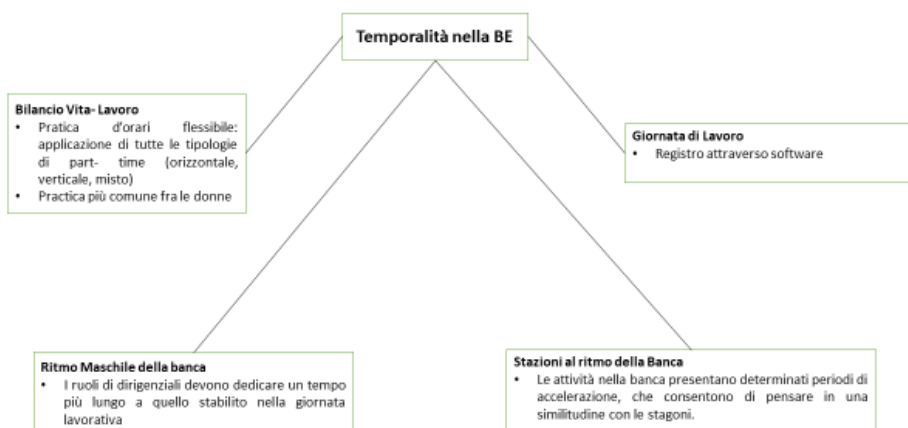 Temporalità nella BE
Bilancio Vita- Lavoro
• Pratica d'orari flessibile:
applicazione di tutte le tipologie
di part- time (orizzontale,
verticale, misto)
• Practica più comune fra le donne
Giornata di Lavoro
• Registro attraverso software
Ritmo Maschile della banca
• I ruoli di dirigenziali devono dedicare un tempo
più lungo a quello stabilito nella giornata
lavorativa
Stazioni al ritmo della Banca
• Le attività nella banca presentano determinati periodi di
accelerazione, che consentono di pensare in una
similitudine con le stagoni.